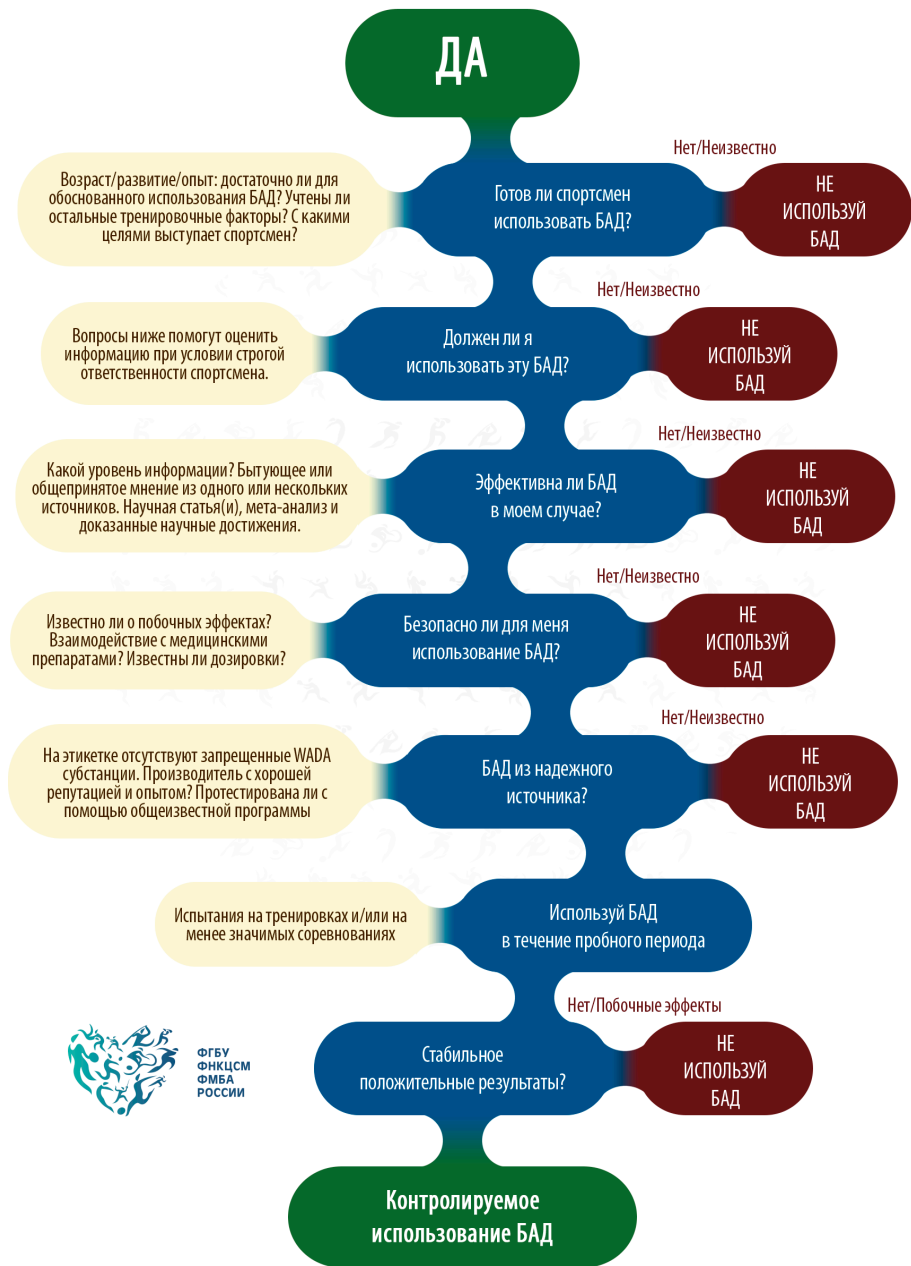 ДА
Нет/Неизвестно
Возраст/развитие/опыт: достаточно ли для
обоснованного использования БАД? Учтены ли
остальные тренировочные факторы? С какими
целями выступает спортсмен?
Готов ли спортсмен
использовать БАД?
НЕ
ИСПОЛЬЗУЙ
БАД
Нет/Неизвестно
Вопросы ниже помогут оценить
информацию при условии строгой
ответственности спортсмена.
Должен ли я
использовать эту БАД?
НЕ
ИСПОЛЬЗУЙ
БАД
Нет/Неизвестно
Какой уровень информации? Бытующее или
общепринятое мнение из одного или нескольких
источников. Научная статья(и), мета-анализ и
доказанные научные достижения.
Эффективна ли БАД
в моем случае?
НЕ
ИСПОЛЬЗУЙ
БАД
Нет/Неизвестно
Известно ли о побочных эффектах?
Взаимодействие с медицинскими
препаратами? Известны ли дозировки?
Безопасно ли для меня
использование БАД?
НЕ
ИСПОЛЬЗУЙ
БАД
Нет/Неизвестно
На этикетке отсутствуют запрещенные WADA
субстанции. Производитель с хорошей
репутацией и опытом? Протестирована ли с
помощью общеизвестной программы
БАД из надежного
источника?
НЕ
ИСПОЛЬЗУЙ
БАД
Испытания на тренировках и/или на
менее значимых соревнованиях
Используй БАД
в течение пробного периода
Нет/Побочные эффекты
Стабильное
положительные результаты?
НЕ
ИСПОЛЬЗУЙ
БАД
ФГБУ
ФНКЦСМ
ФМБА
РОССИИ
Контролируемое
использование БАД